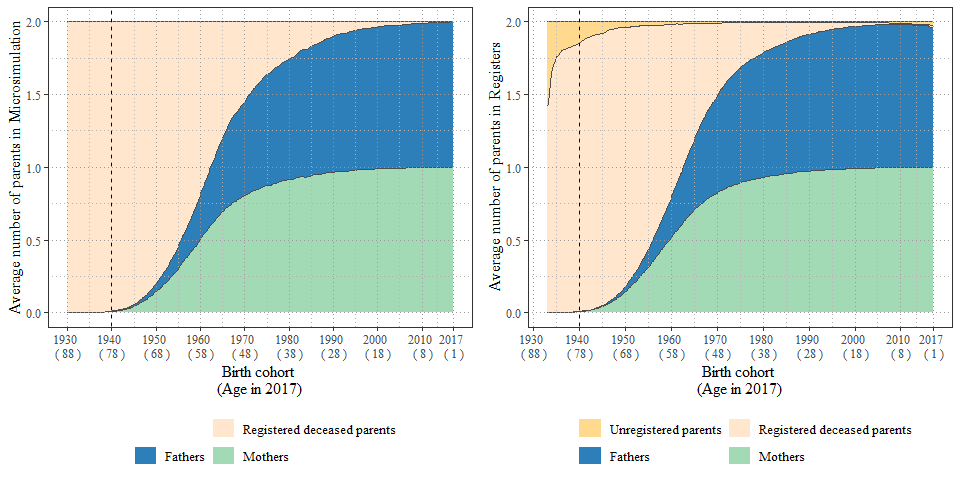 Average number of parents in Microsimulation
2.0
1.5
1.0
0.5
0.0
1930 1940 1950 1960 1970 1980 1990 2000 2010 2017
( 88 ) ( 78 ) ( 68 ) ( 58 ) ( 48 ) ( 38 ) ( 28 ) ( 18 ) ( 8 ) ( 1 )
Birth cohort
(Age in 2017)
Registered deceased parents
Fathers Mothers
Average number of parents in Registers
2.0
1.5
1.0
0.5
0.0
1930 1940 1950 1960 1970 1980 1990 2000 2010 2017
( 88 ) ( 78 ) ( 68 ) ( 58 ) ( 48 ) ( 38 ) ( 28 ) ( 18 ) ( 8 ) ( 1 )
Birth cohort
(Age in 2017)
Unregistered parents Registered deceased parents
Fathers Mothers